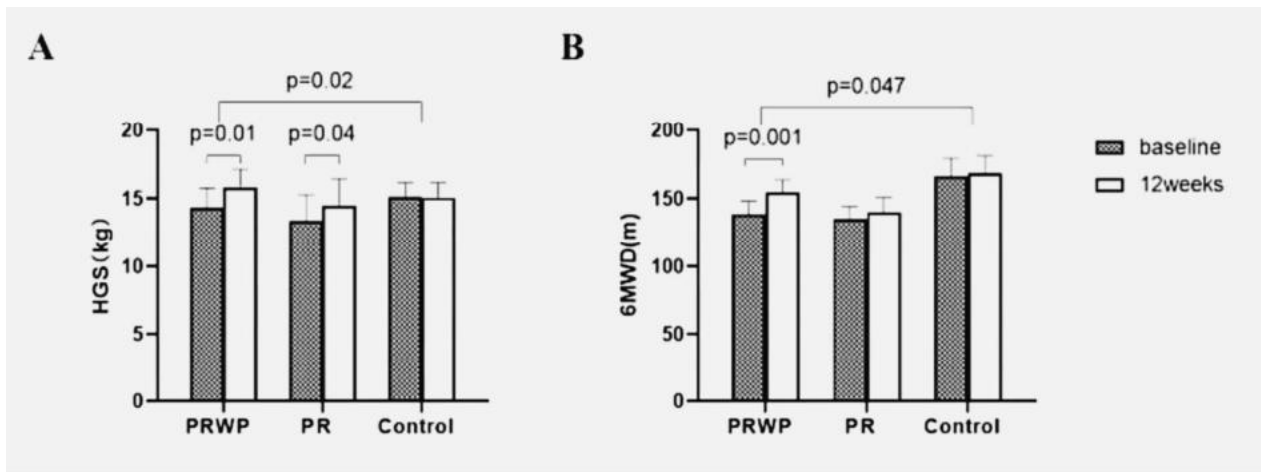 A
p=0.02
p=0.01
p=0.04
HGS(kg)
20
15
10
5
0
PRWP
PR
Control
B
p=0.047
p=0.001
6MWD(m)
200
150
100
50
0
PRWP
PR
Control
baseline
12weeks